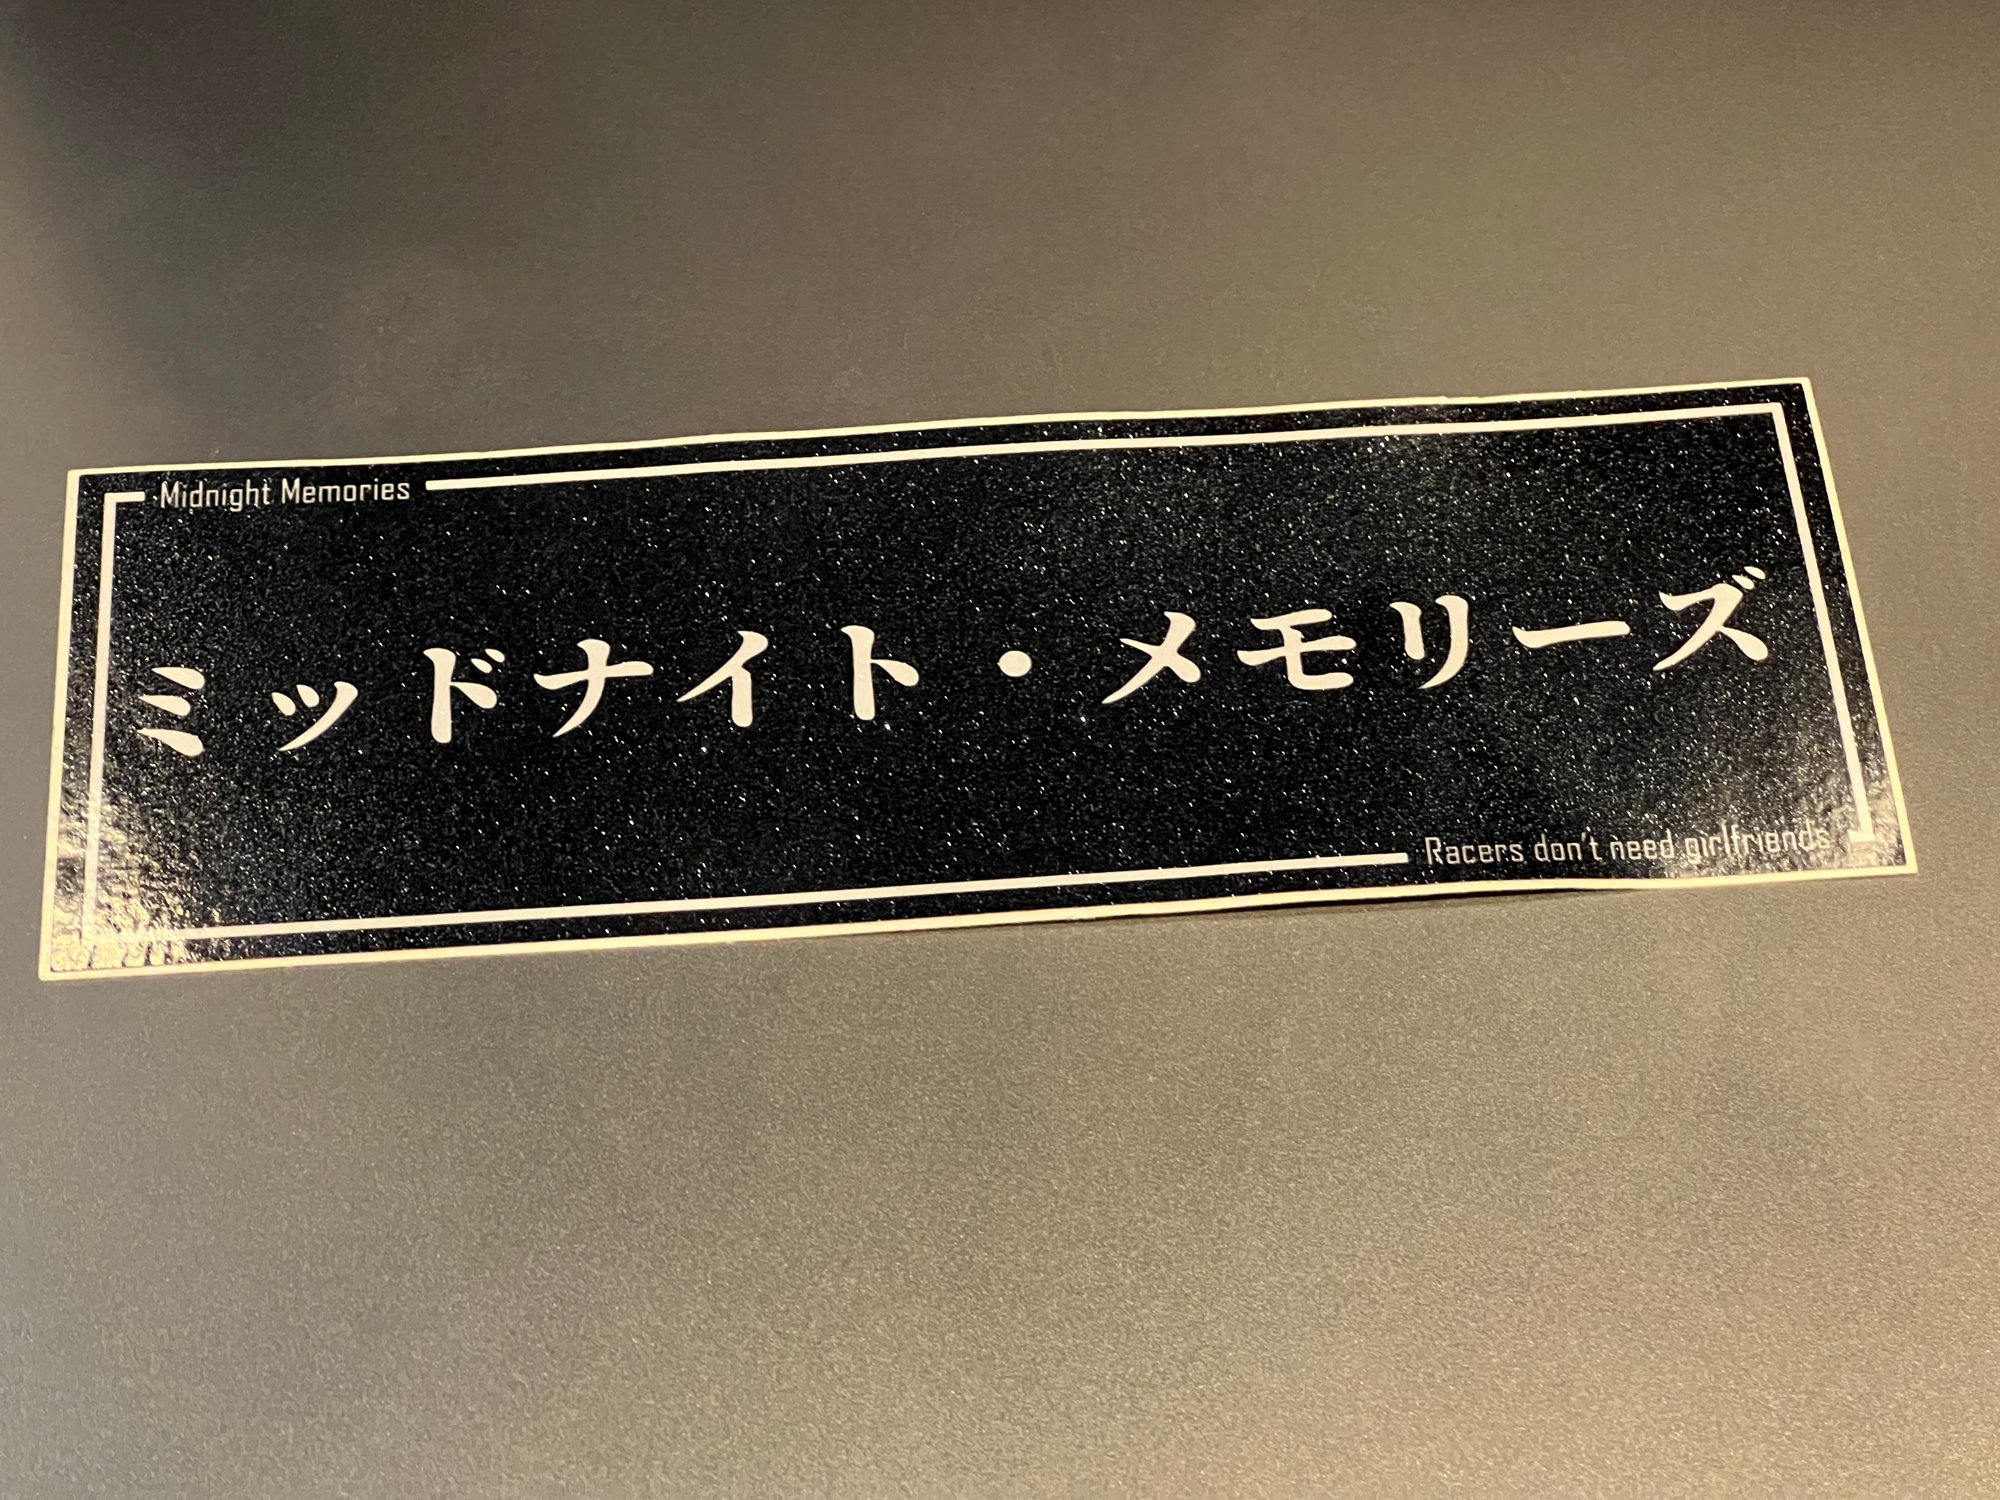 Midnight Memories
ミッドナイト・メモリーズ
Racers don't need girlfriends